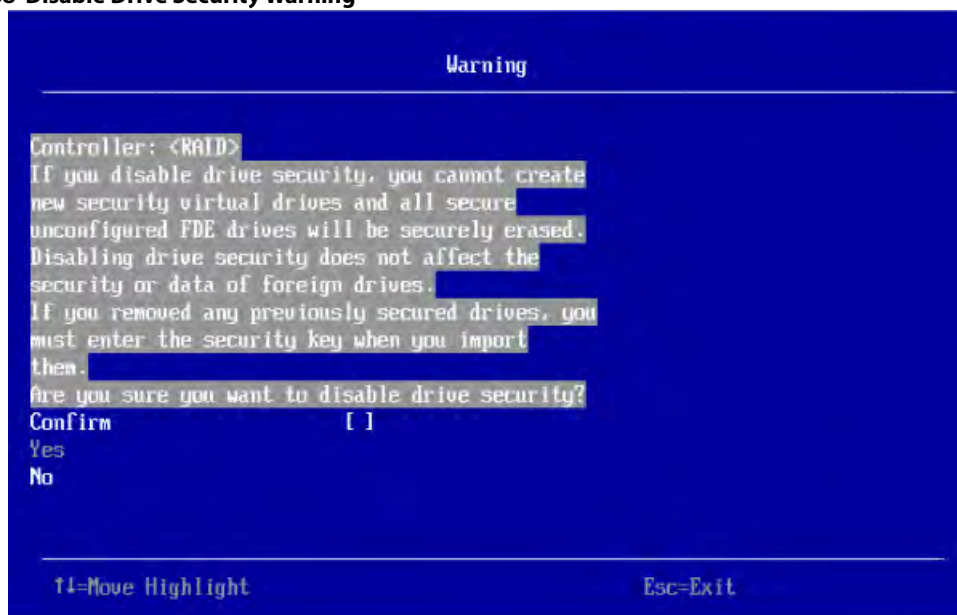 Disable Drive Security Warning
Warning
Controller: <RAID>
If you disable drive security, you cannot create
new security virtual drives and all secure
unconfigured FDE drives will be securely erased.
Disabling drive security does not affect the
security or data of foreign drives.
If you removed any previously secured drives, you
must enter the security key when you import
them.
Are you sure you want to disable drive security?
Confirm [ ]
Yes
No
↑↓=Move Highlight Esc=Exit